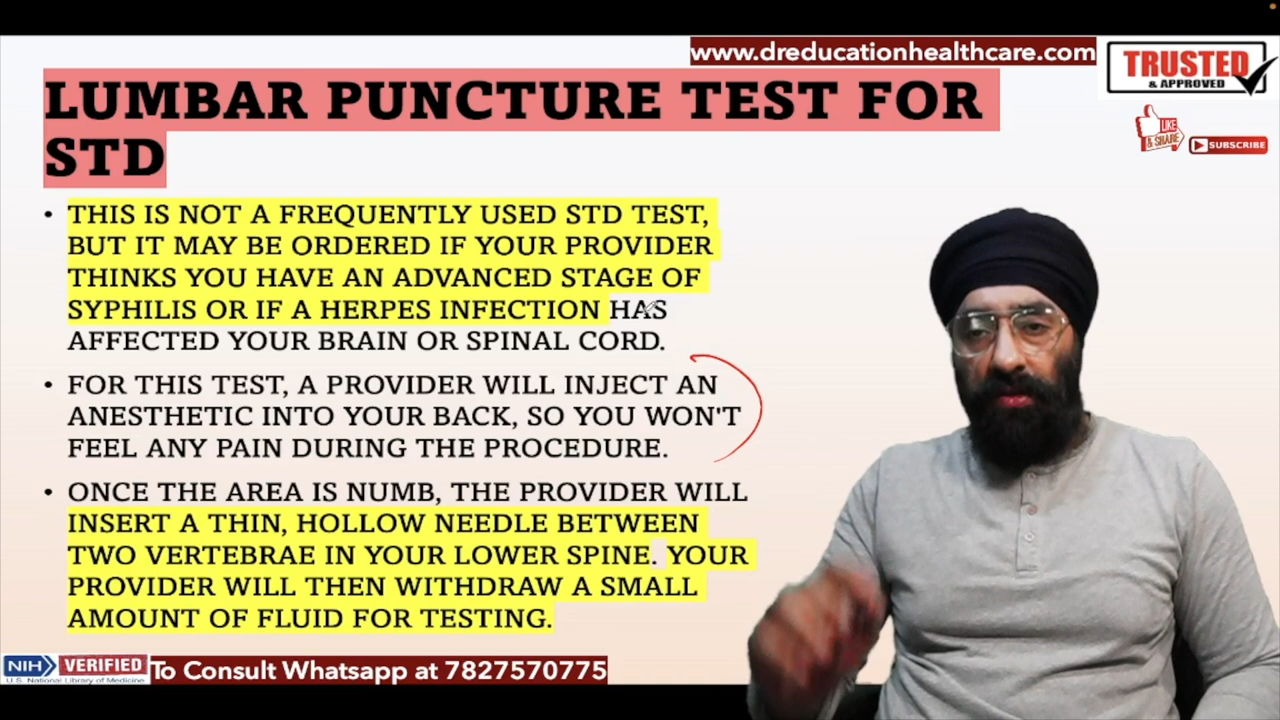 www.dreducationhealthcare.com
TRUSTED
& APPROVED
LUMBAR PUNCTURE TEST FOR
STD
LIKE
& SHARE
SUBSCRIBE
• THIS IS NOT A FREQUENTLY USED STD TEST,
BUT IT MAY BE ORDERED IF YOUR PROVIDER
THINKS YOU HAVE AN ADVANCED STAGE OF
SYPHILIS OR IF A HERPES INFECTION HAS
AFFECTED YOUR BRAIN OR SPINAL CORD.
• FOR THIS TEST, A PROVIDER WILL INJECT AN
ANESTHETIC INTO YOUR BACK, SO YOU WON'T
FEEL ANY PAIN DURING THE PROCEDURE.
• ONCE THE AREA IS NUMB, THE PROVIDER WILL
INSERT A THIN, HOLLOW NEEDLE BETWEEN
TWO VERTEBRAE IN YOUR LOWER SPINE. YOUR
PROVIDER WILL THEN WITHDRAW A SMALL
AMOUNT OF FLUID FOR TESTING.
NIH VERIFIED
U.S. National Library of Medicine
To Consult Whatsapp at 7827570775